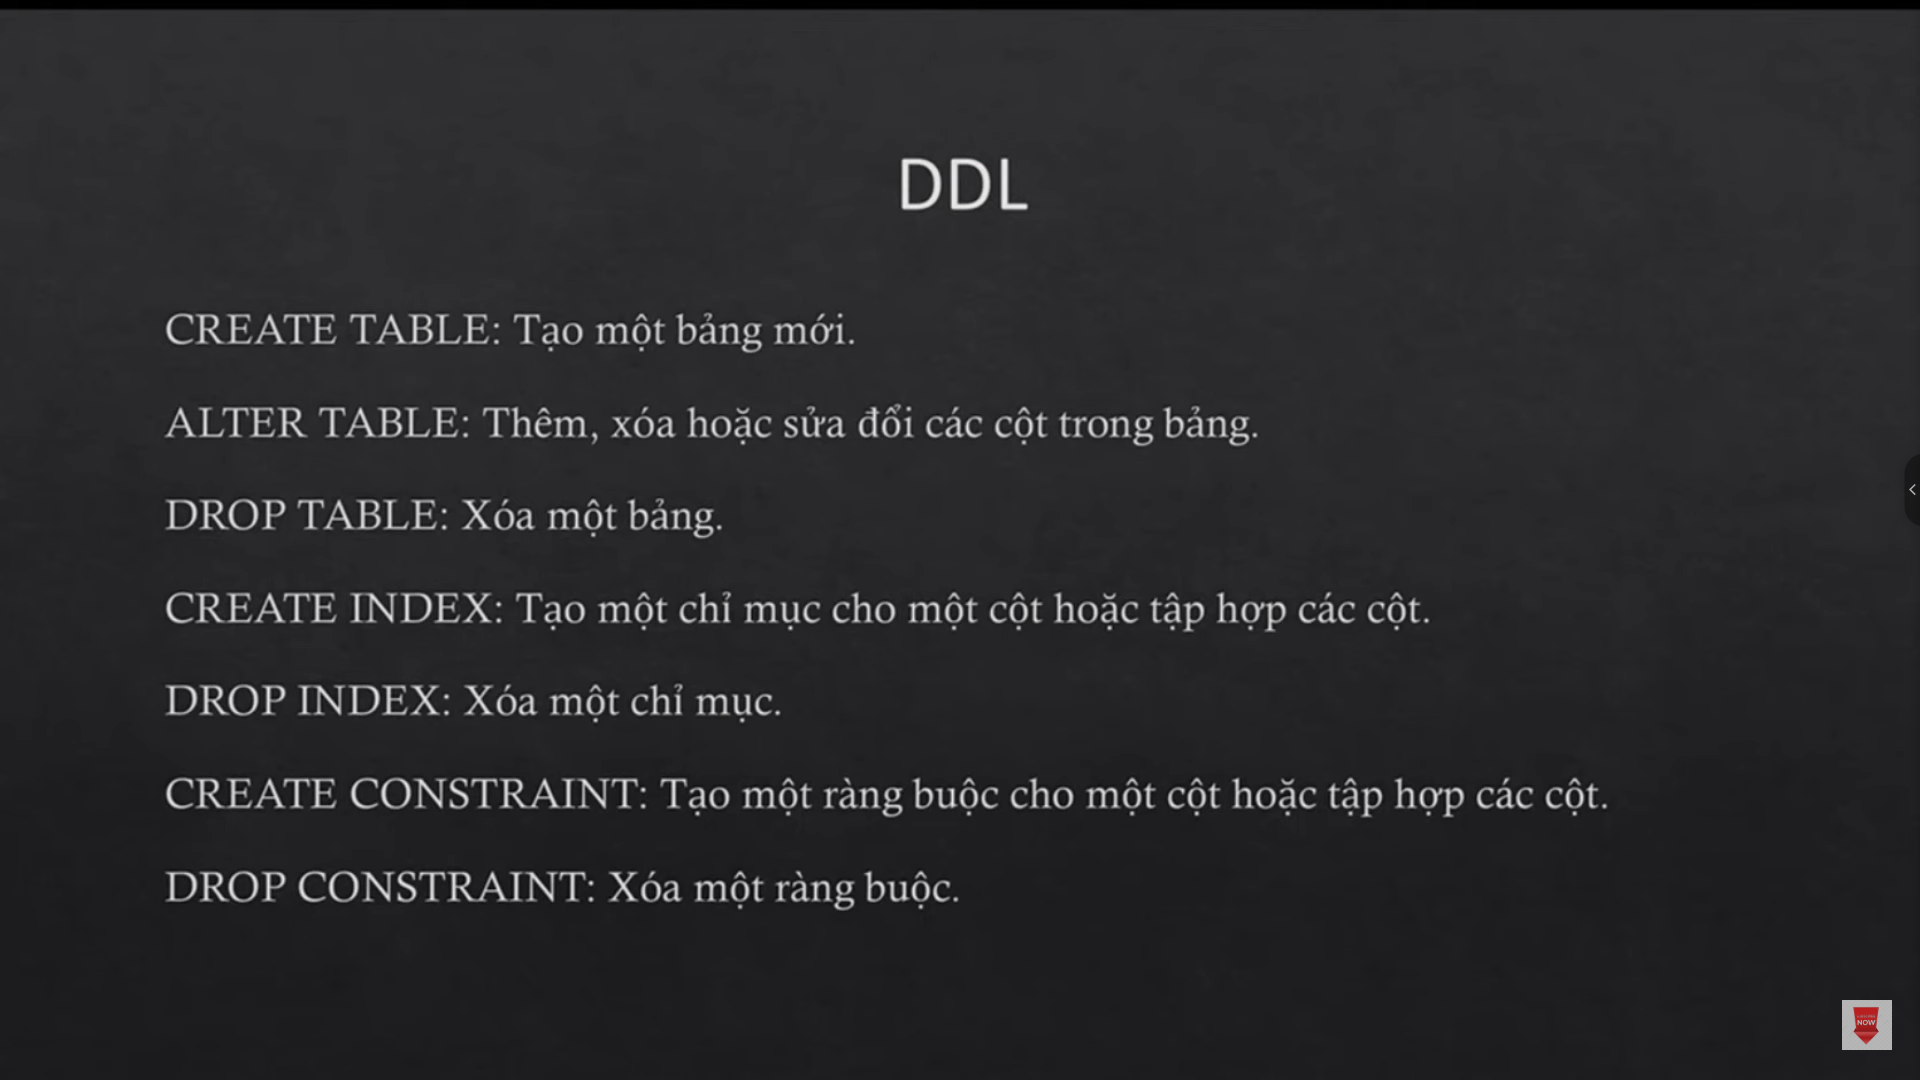 DDL
CREATE TABLE: Tạo một bảng mới.
ALTER TABLE: Thêm, xóa hoặc sửa đổi các cột trong bảng.
DROP TABLE: Xóa một bảng.
CREATE INDEX: Tạo một chỉ mục cho một cột hoặc tập hợp các cột.
DROP INDEX: Xóa một chỉ mục.
CREATE CONSTRAINT: Tạo một ràng buộc cho một cột hoặc tập hợp các cột.
DROP CONSTRAINT: Xóa một ràng buộc.
NOW